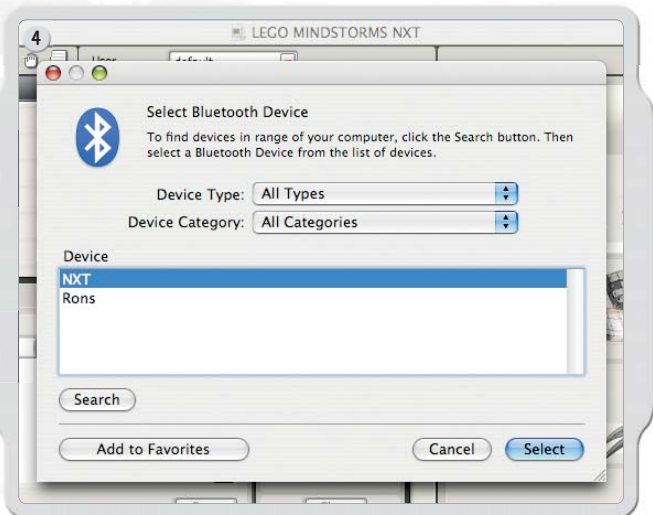 4
LEGO MINDSTORMS NXT
User
default
Select Bluetooth Device
To find devices in range of your computer, click the Search button. Then
select a Bluetooth Device from the list of devices.
Device Type: All Types
Device Category: All Categories
Device
NXT
Rons
Search
Add to Favorites
Cancel Select